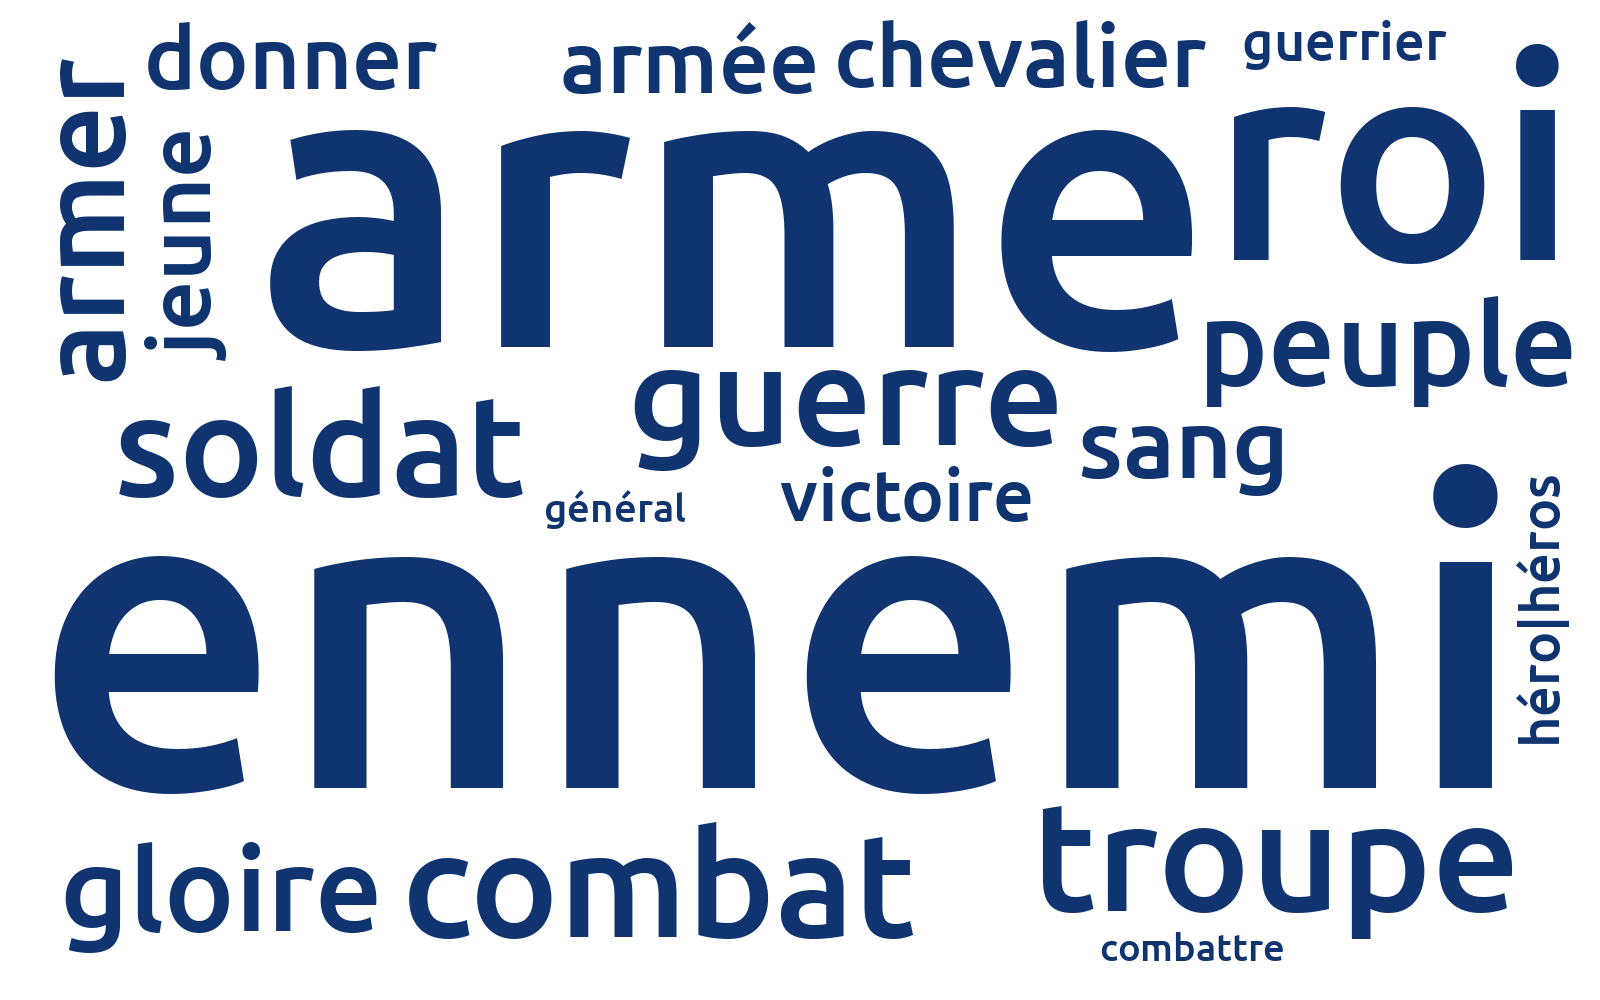 donner
armée
chevalier
guerrier
armer
jeune
arme
roi
peuple
guerre
soldat
sang
victoire
général
ennemi
héro|héros
troupe
gloire
combat
combattre